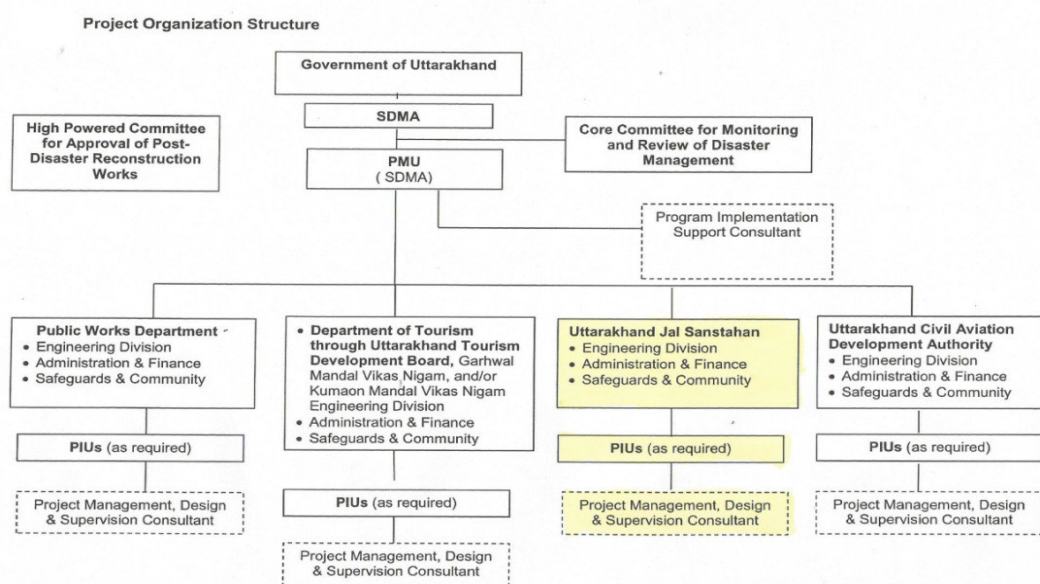 Project Organization Structure
Government of Uttarakhand
SDMA
High Powered Committee
for Approval of Post-
Disaster Reconstruction
Works
Core Committee for Monitoring
and Review of Disaster
Management
PMU
( SDMA)
Program Implementation
Support Consultant
Public Works Department
• Engineering Division
• Administration & Finance
• Safeguards & Community
• Department of Tourism
through Uttarakhand Tourism
Development Board, Garhwal
Mandal Vikas Nigam, and/or
Kumaon Mandal Vikas Nigam
Engineering Division
• Administration & Finance
• Safeguards & Community
Uttarakhand Jal Sanstahan
• Engineering Division
• Administration & Finance
• Safeguards & Community
Uttarakhand Civil Aviation
Development Authority
• Engineering Division
• Administration & Finance
• Safeguards & Community
PIUs (as required)
PIUs (as required)
PIUs (as required)
PIUs (as required)
Project Management, Design
& Supervision Consultant
Project Management, Design
& Supervision Consultant
Project Management, Design
& Supervision Consultant
Project Management, Design
& Supervision Consultant